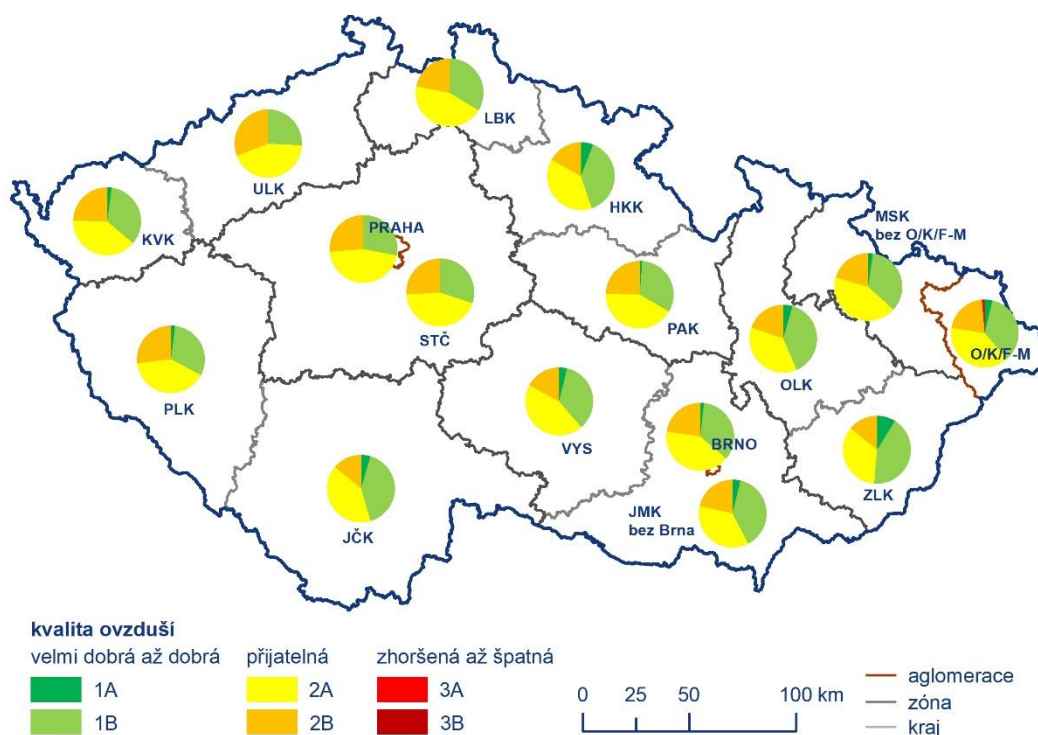 LBK
ULK
HKK
MSK
bez O/K/F-M
PRAHA
KVK
STČ
PAK
O/K/F-M
OLK
PLK
VYS
BRNO
ZLK
JČK
JMK
bez Brna
kvalita ovzduší
velmi dobrá až dobrá
1A
1B
přijatelná
2A
2B
zhoršená až špatná
3A
3B
0 25 50 100 km
aglomerace
zóna
kraj